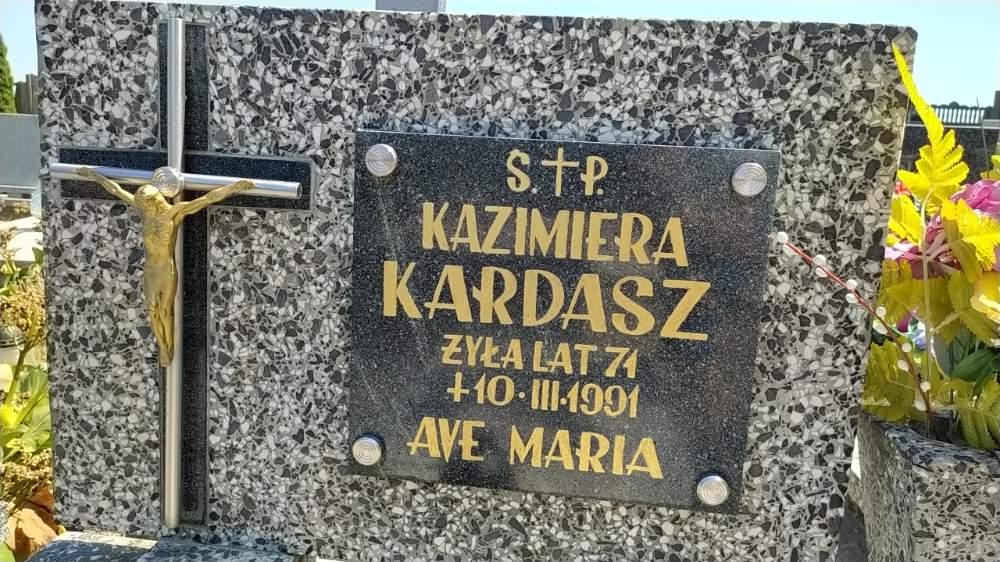 S.†P.
KAZIMIERA
KARDASZ
ŻYŁA LAT 71
+10·III·1991
AVE MARIA